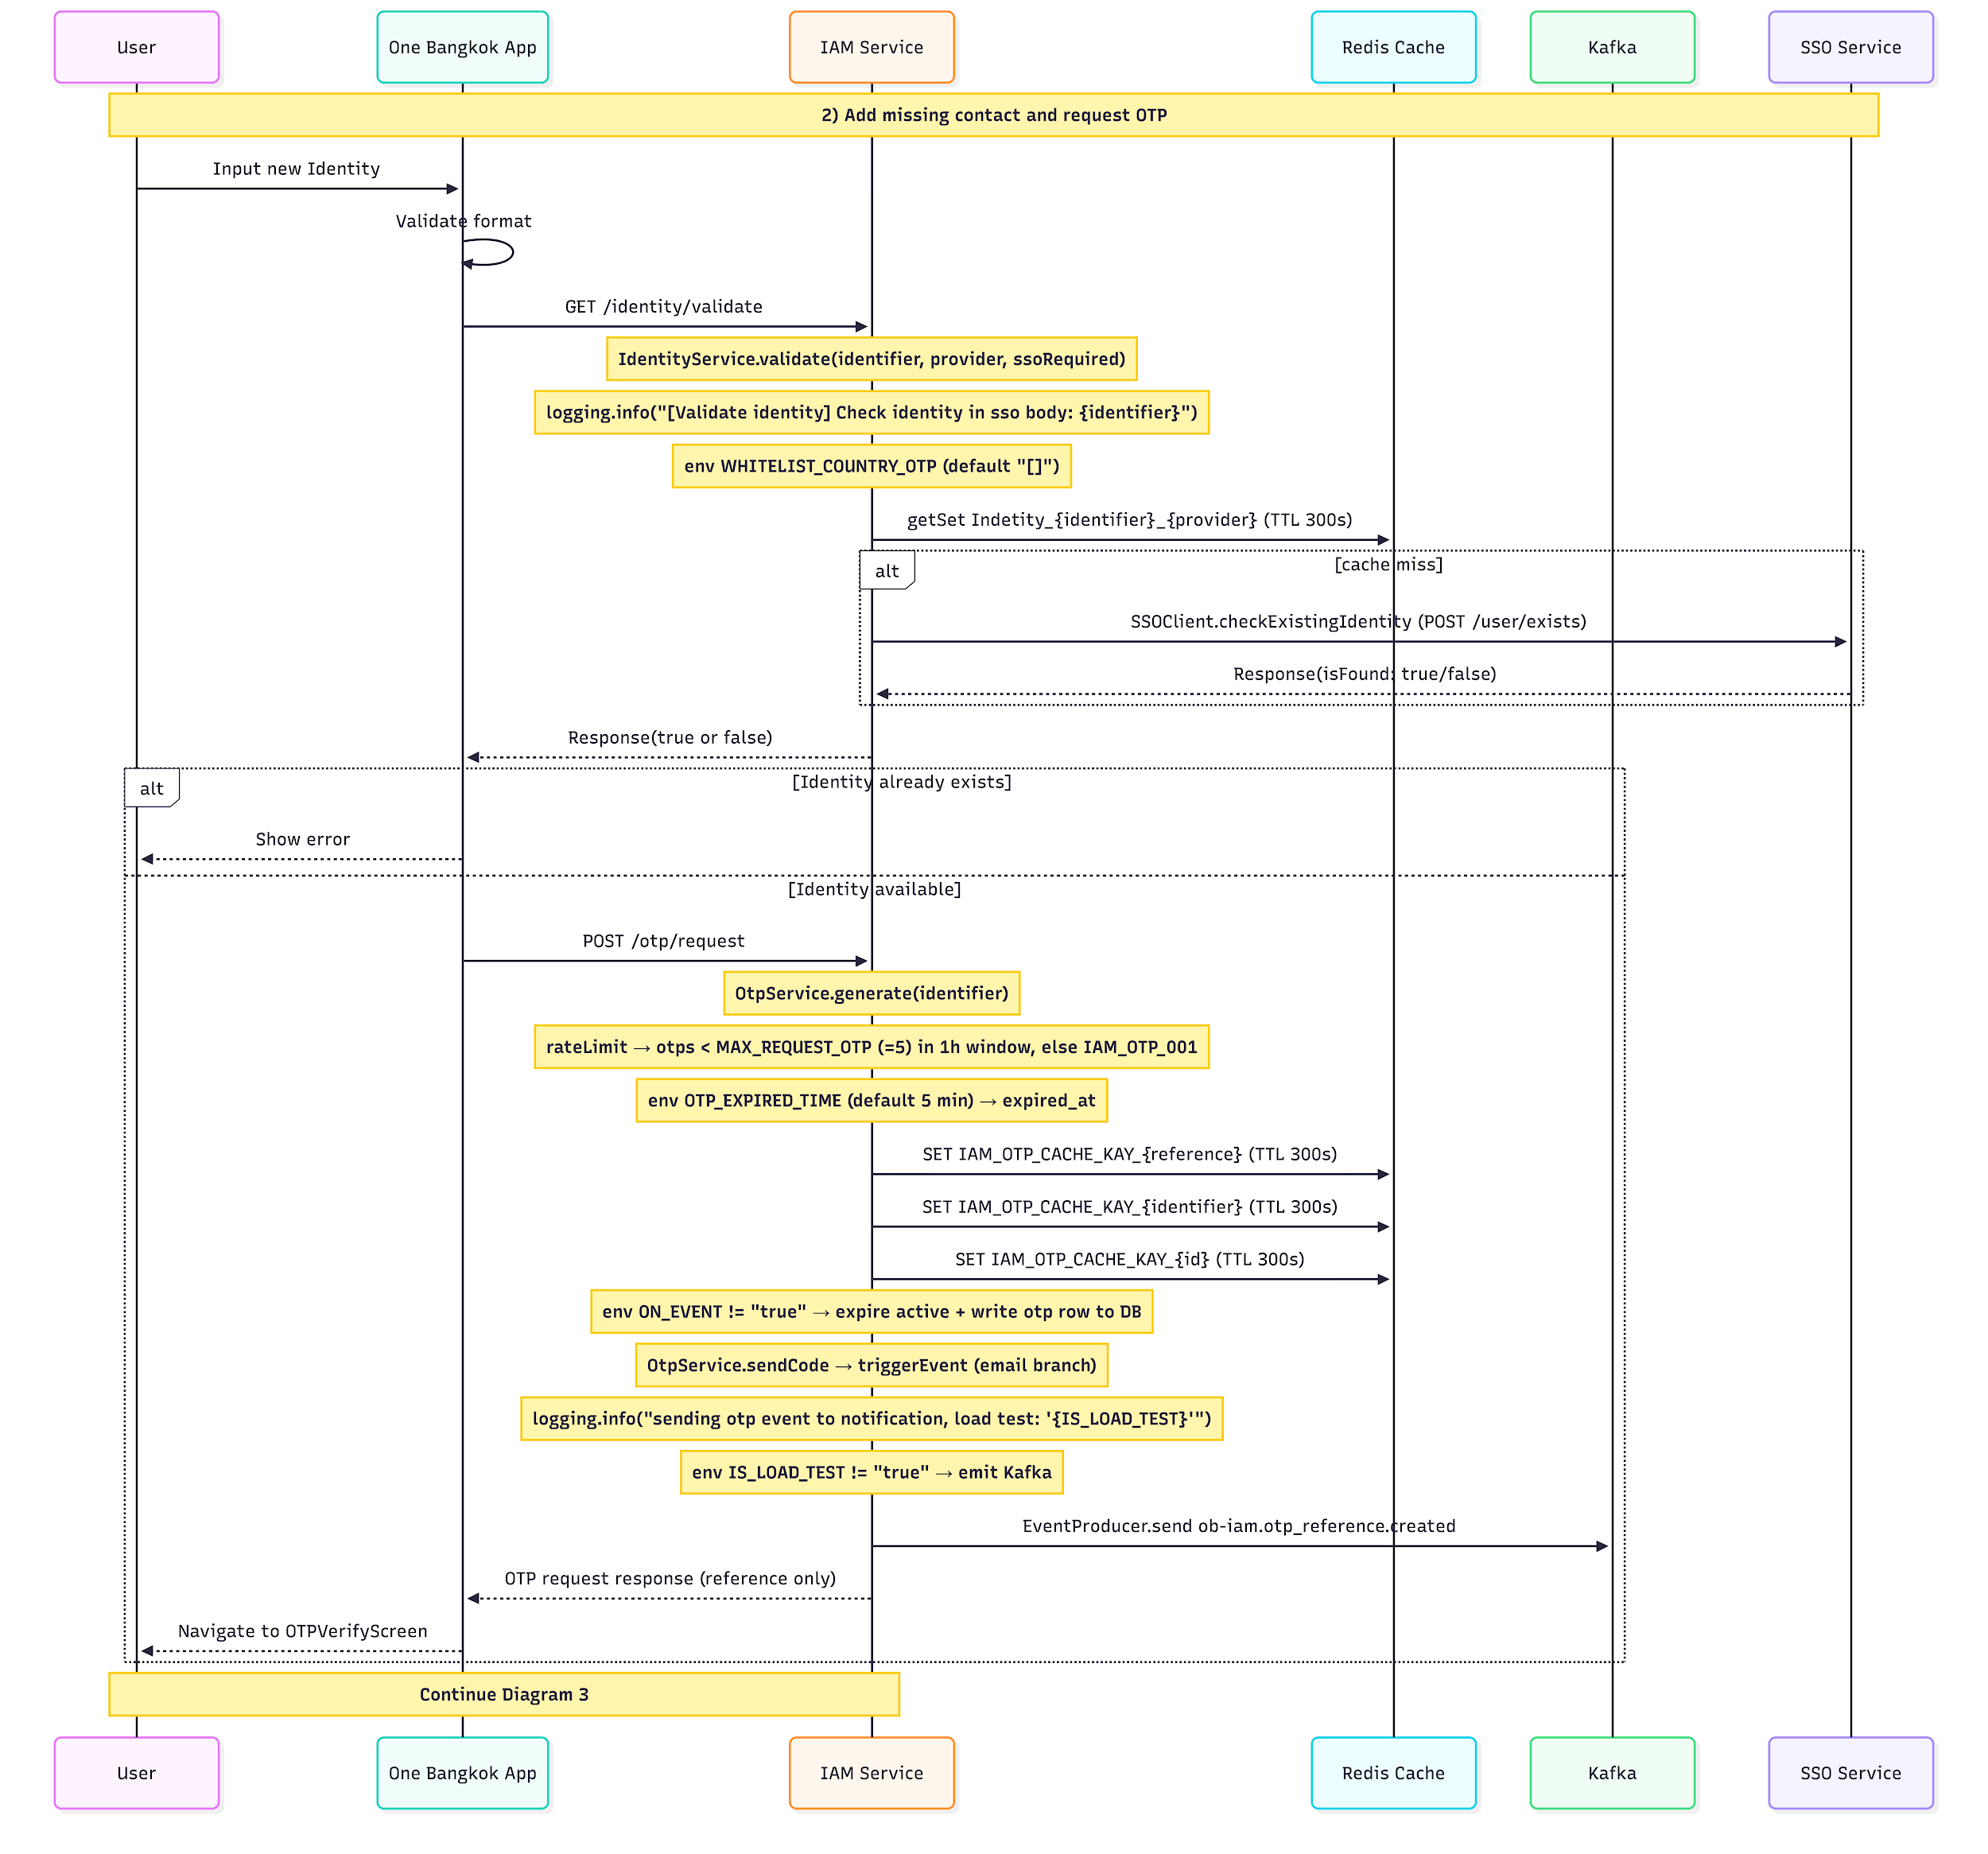 User
One Bangkok App
IAM Service
Redis Cache
Kafka
SSO Service
2) Add missing contact and request OTP
Input new Identity
Validate format
GET /identity/validate
IdentityService.validate(identifier, provider, ssoRequired)
logging.info("[Validate identity] Check identity in sso body: {identifier}")
env WHITELIST_COUNTRY_OTP (default "[]")
getSet Indetity_{identifier}_{provider} (TTL 300s)
alt
[cache miss]
SSOClient.checkExistingIdentity (POST /user/exists)
Response(isFound: true/false)
Response(true or false)
alt
[Identity already exists]
Show error
[Identity available]
POST /otp/request
OtpService.generate(identifier)
rateLimit → otps < MAX_REQUEST_OTP (=5) in 1h window, else IAM_OTP_001
env OTP_EXPIRED_TIME (default 5 min) → expired_at
SET IAM_OTP_CACHE_KAY_{reference} (TTL 300s)
SET IAM_OTP_CACHE_KAY_{identifier} (TTL 300s)
SET IAM_OTP_CACHE_KAY_{id} (TTL 300s)
env ON_EVENT != "true" → expire active + write otp row to DB
OtpService.sendCode → triggerEvent (email branch)
logging.info("sending otp event to notification, load test: '{IS_LOAD_TEST}'")
env IS_LOAD_TEST != "true" → emit Kafka
EventProducer.send ob-iam.otp_reference.created
OTP request response (reference only)
Navigate to OTPVerifyScreen
Continue Diagram 3
User
One Bangkok App
IAM Service
Redis Cache
Kafka
SSO Service